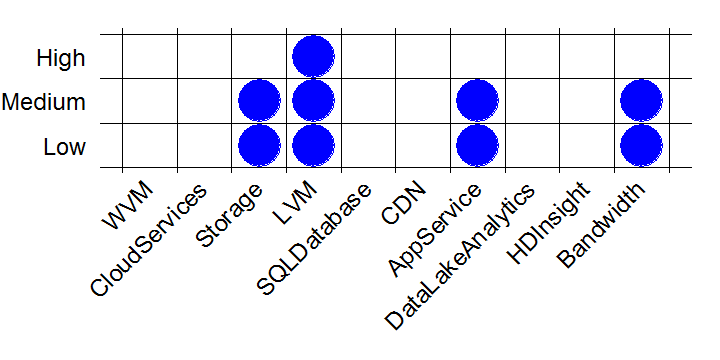 High
Medium
Low
WVM
CloudServices
Storage
LVM
SQLDatabase
CDN
AppService
DataLakeAnalytics
HDInsight
Bandwidth